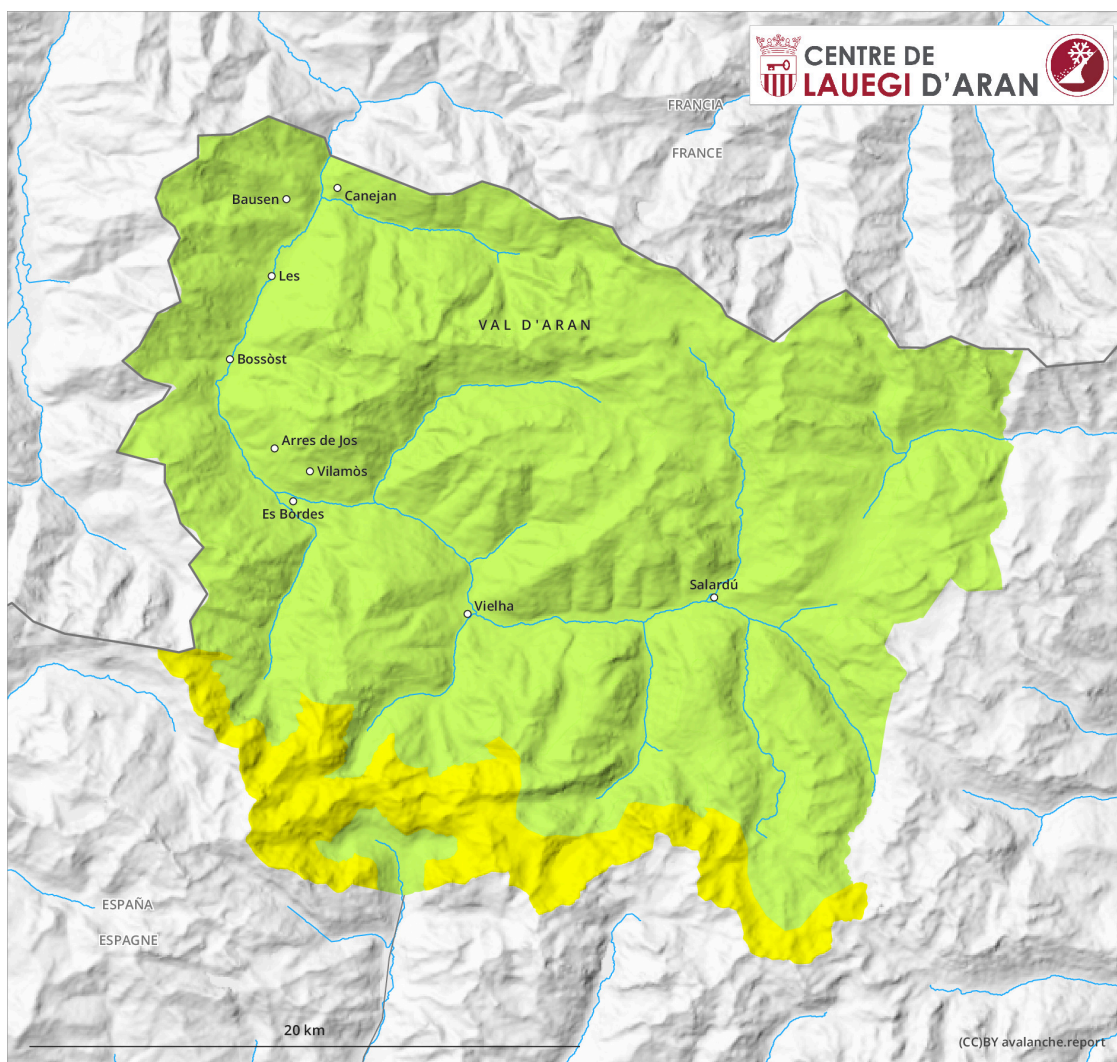 CENTRE DE
LAUEGI D'ARAN
FRANCIA
FRANCE
Bausen
Canejan
Les
VAL D'ARAN
Bossòst
Arres de Jos
Vilamòs
Es Bòrdes
Salardú
Vielha
ESPAÑA
ESPAGNE
20 km
(CC)BY avalanche.report